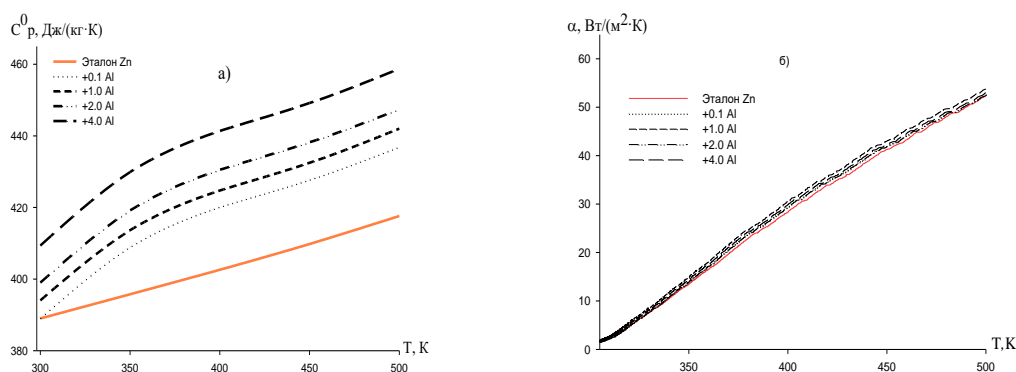 C⁰p, Дж/(кг·К)
460
440
420
400
380
300
350
400
450
500
T, К
а)
Эталон Zn
+0.1 Al
+1.0 Al
+2.0 Al
+4.0 Al
α, Вт/(м²·К)
60
50
40
30
20
10
0
350
400
450
500
T,К
б)
Эталон Zn
+0.1 Al
+1.0 Al
+2.0 Al
+4.0 Al